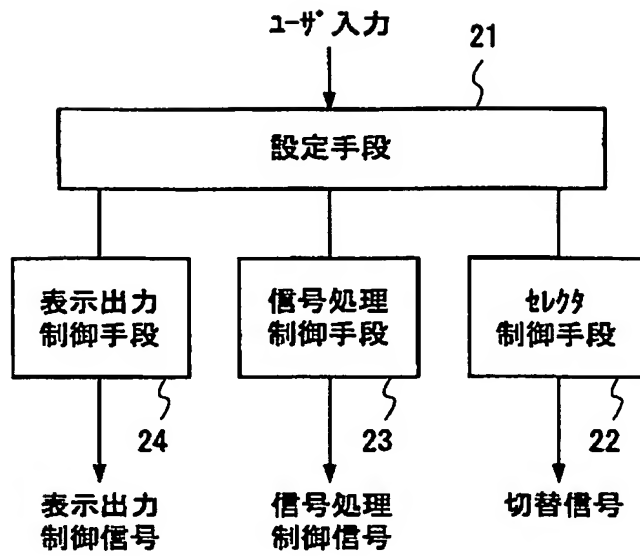 ﾕｰｻﾞ入力
21
設定手段
表示出力
制御手段
信号処理
制御手段
ｾﾚｸﾀ
制御手段
24
23
22
表示出力
制御信号
信号処理
制御信号
切替信号